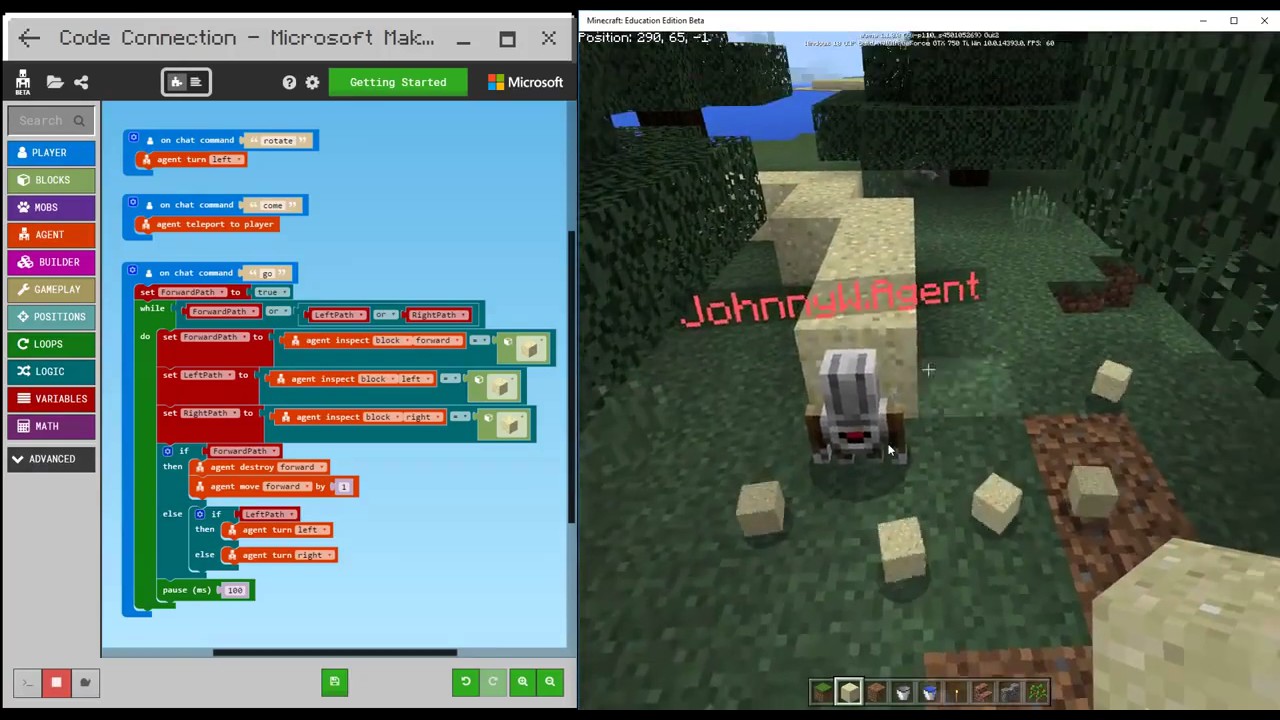 Code Connection - Microsoft Mak...
BETA
Getting Started
Microsoft
Search
PLAYER
BLOCKS
MOBS
AGENT
BUILDER
GAMEPLAY
POSITIONS
LOOPS
LOGIC
VARIABLES
MATH
ADVANCED
on chat command " rotate "
agent turn left
on chat command " come "
agent teleport to player
on chat command " go "
set ForwardPath to true
while ForwardPath or LeftPath or RightPath
do set ForwardPath to agent inspect block forward =
set LeftPath to agent inspect block left =
set RightPath to agent inspect block right =
if ForwardPath
then agent destroy forward
agent move forward by 1
else if LeftPath
then agent turn left
else agent turn right
pause (ms) 100
Minecraft: Education Edition Beta
Position: 290, 65, -1
JohnnyW.Agent